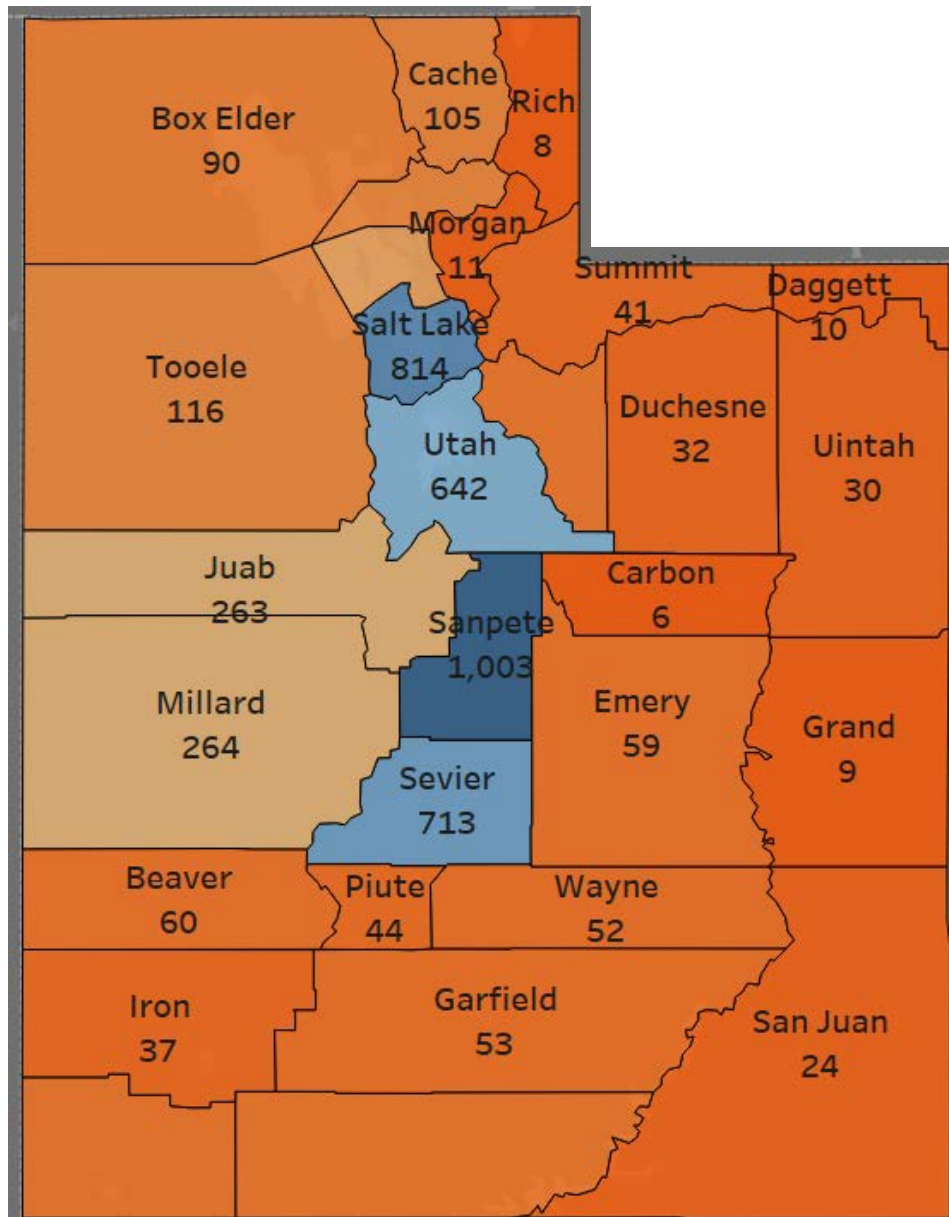 Cache
105
Rich
8
Box Elder
90
Morgan
11
Summit
41
Daggett
10
Salt Lake
814
Tooele
116
Duchesne
32
Utah
642
Uintah
30
Juab
263
Carbon
6
Sanpete
1,003
Millard
264
Emery
59
Grand
9
Sevier
713
Beaver
60
Piute
44
Wayne
52
Iron
37
Garfield
53
San Juan
24